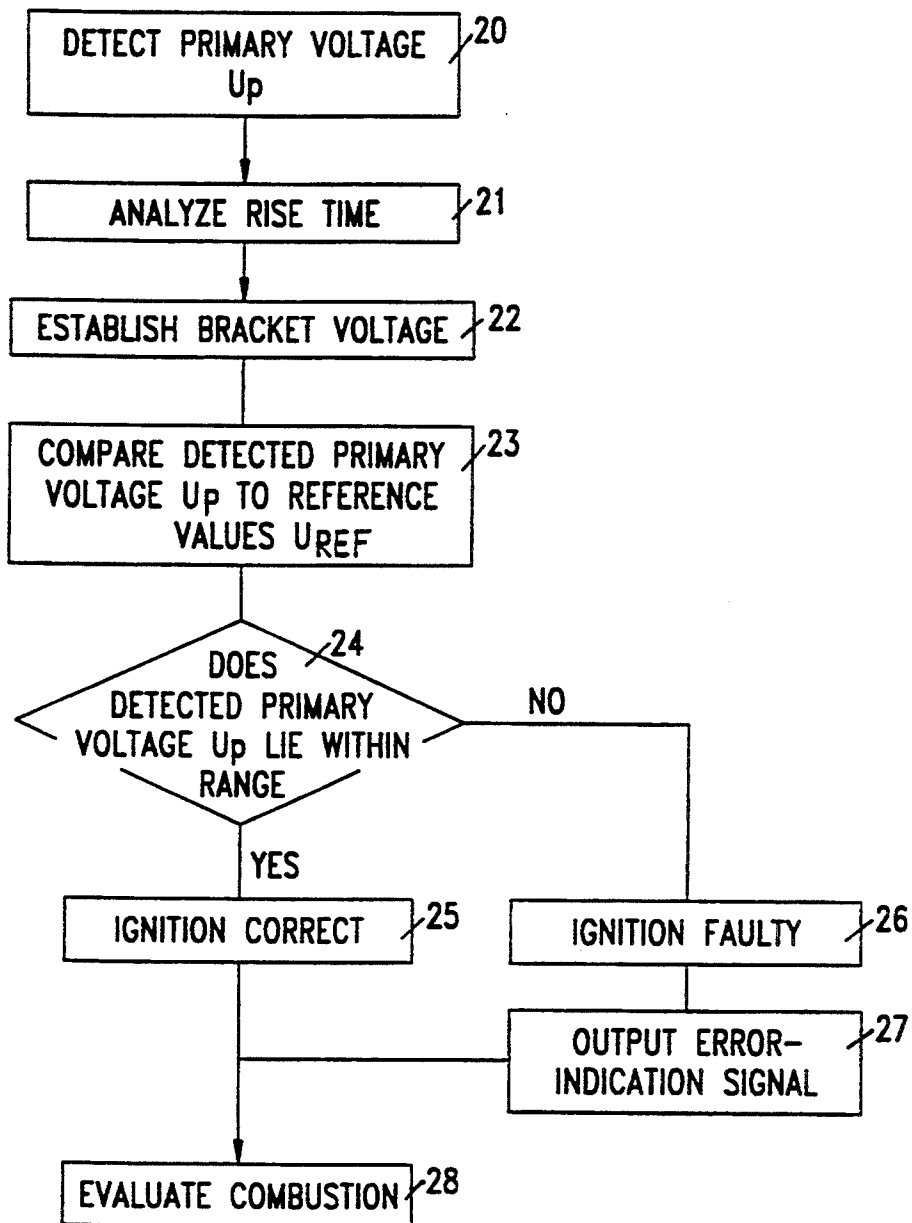 DETECT PRIMARY VOLTAGE
Up
20
ANALYZE RISE TIME
21
ESTABLISH BRACKET VOLTAGE
22
COMPARE DETECTED PRIMARY
VOLTAGE Up TO REFERENCE
VALUES UREF
23
24
DOES
DETECTED PRIMARY
VOLTAGE Up LIE WITHIN
RANGE
NO
YES
IGNITION CORRECT
25
IGNITION FAULTY
26
OUTPUT ERROR-
INDICATION SIGNAL
27
EVALUATE COMBUSTION
28